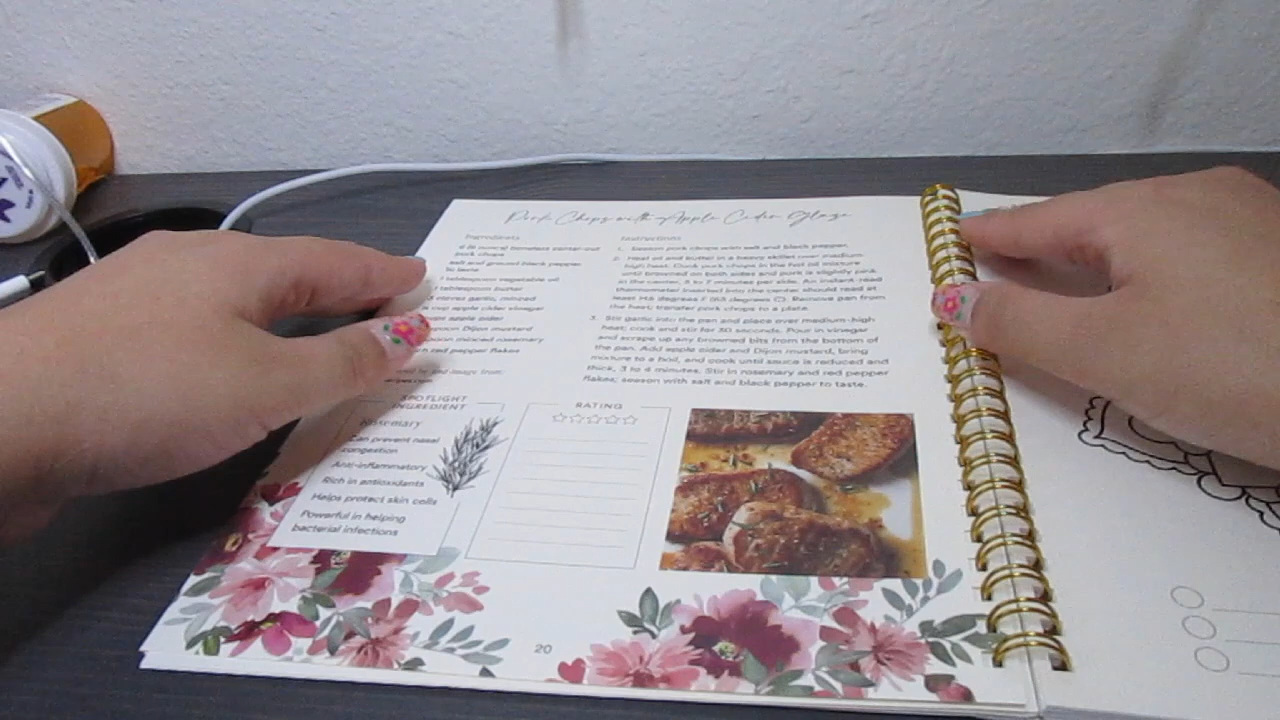 Pork Chops with Apple Cider Glaze
Ingredients
4 (6 ounce) boneless center-cut
pork chops
salt and ground black pepper
to taste
1 tablespoon vegetable oil
1 tablespoon butter
3 cloves garlic, minced
cup apple cider vinegar
apple cider
spoon Dijon mustard
spoon minced rosemary
red pepper flakes
and image from:
Instructions
1. Season pork chops with salt and black pepper.
2. Heat oil and butter in a heavy skillet over medium-
high heat. Cook pork chops in the hot oil mixture
until browned on both sides and pork is slightly pink
in the center, 5 to 7 minutes per side. An instant-read
thermometer inserted into the center should read at
least 145 degrees F (63 degrees C). Remove pan from
the heat; transfer pork chops to a plate.
3. Stir garlic into the pan and place over medium-high
heat; cook and stir for 30 seconds. Pour in vinegar
and scrape up any browned bits from the bottom of
the pan. Add apple cider and Dijon mustard, bring
mixture to a boil, and cook until sauce is reduced and
thick, 3 to 4 minutes. Stir in rosemary and red pepper
flakes; season with salt and black pepper to taste.
SPOTLIGHT
INGREDIENT
Rosemary
Can prevent nasal
congestion
Anti-inflammatory
Rich in antioxidants
Helps protect skin cells
Powerful in helping
bacterial infections
RATING
20